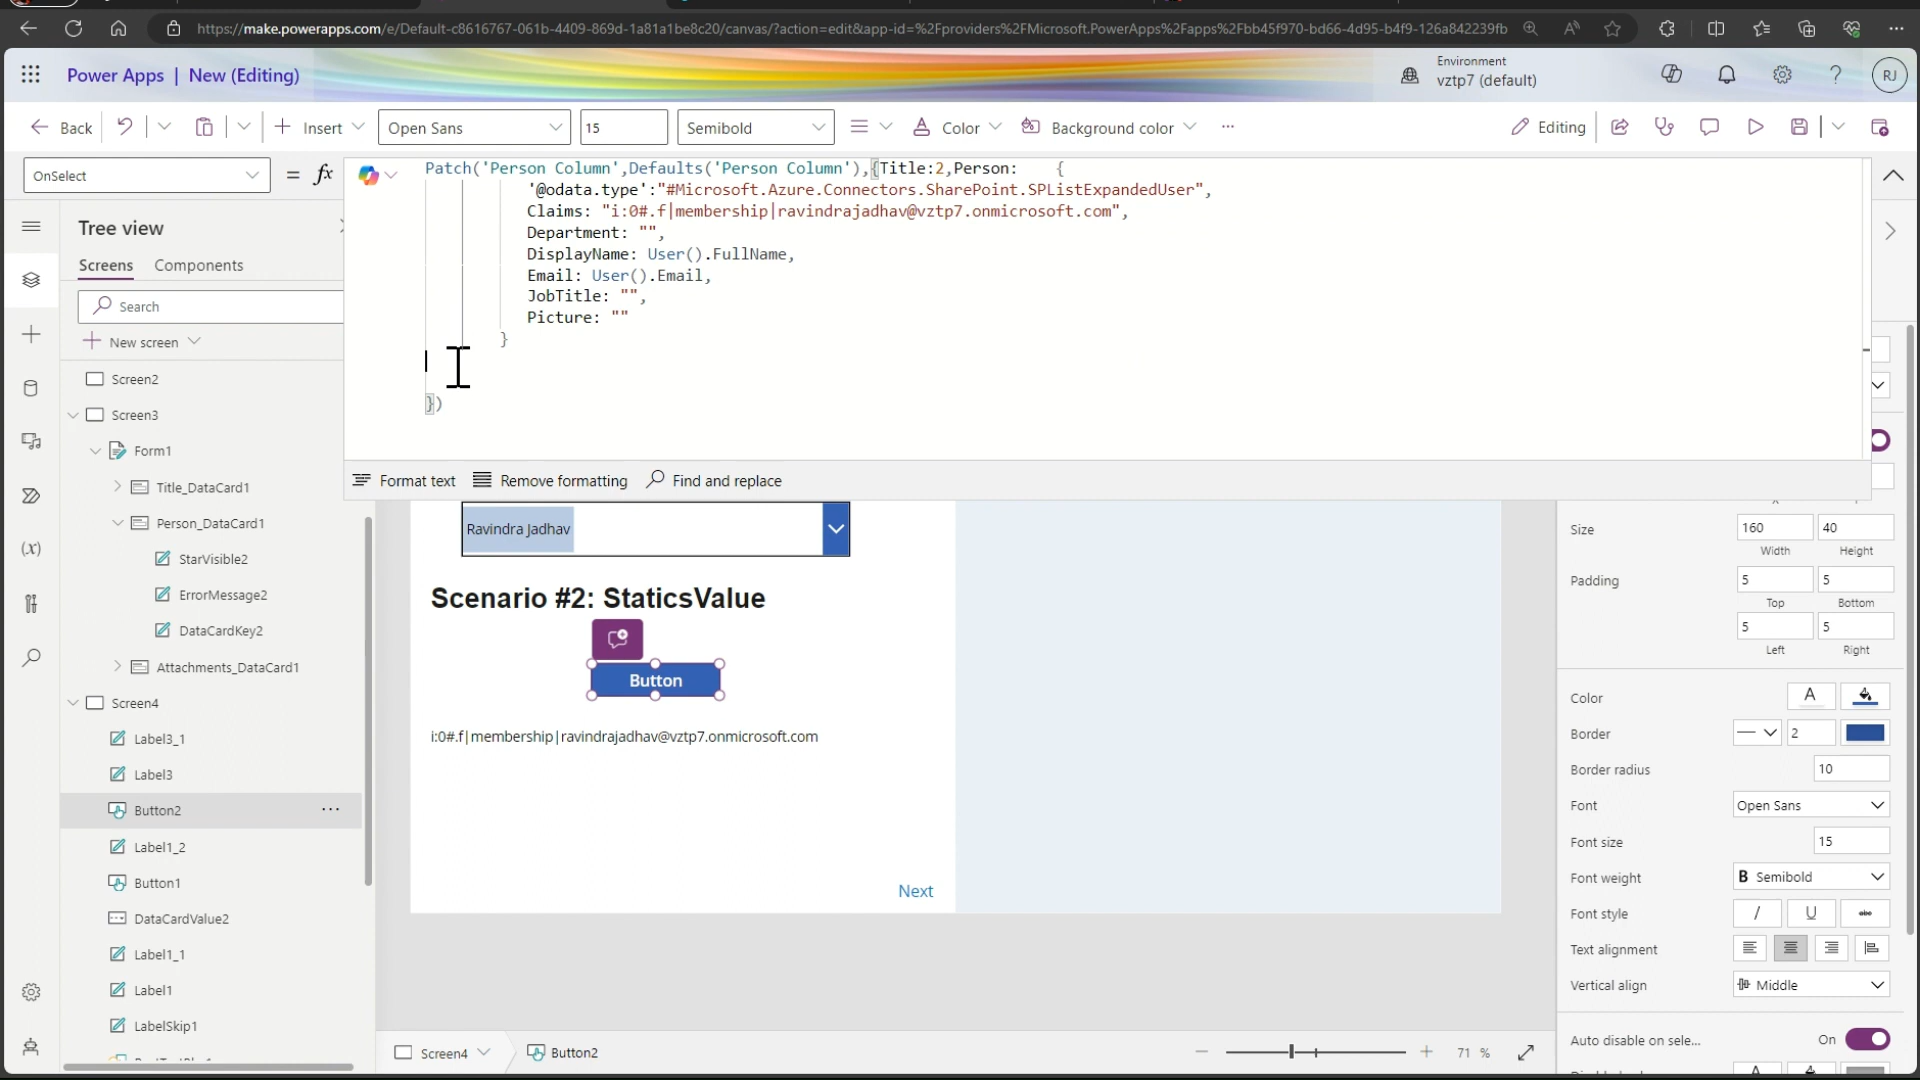 https://make.powerapps.com/e/Default-c8616767-061b-4409-869d-1a81a1be8c20/canvas/?action=edit&app-id=%2Fproviders%2FMicrosoft.PowerApps%2Fapps%2Fbb45f970-bd66-4d95-b4f9-126a842239fb
Power Apps | New (Editing)
Environment
vztp7 (default)
RJ
Back
Insert
Open Sans
15
Semibold
Color
Background color
Editing
OnSelect
= fx
Patch('Person Column',Defaults('Person Column'),{Title:2,Person: {
'@odata.type':"#Microsoft.Azure.Connectors.SharePoint.SPListExpandedUser",
Claims: "i:0#.f|membership|ravindrajadhav@vztp7.onmicrosoft.com",
Department: "",
DisplayName: User().FullName,
Email: User().Email,
JobTitle: "",
Picture: ""
}
})
Format text
Remove formatting
Find and replace
Tree view
Screens
Components
Search
New screen
Screen2
Screen3
Form1
Title_DataCard1
Person_DataCard1
StarVisible2
ErrorMessage2
DataCardKey2
Attachments_DataCard1
Screen4
Label3_1
Label3
Button2
Label1_2
Button1
DataCardValue2
Label1_1
Label1
LabelSkip1
Ravindra Jadhav
Scenario #2: StaticsValue
Button
i:0#.f|membership|ravindrajadhav@vztp7.onmicrosoft.com
Next
Screen4
Button2
71 %
Size
160
40
Width
Height
Padding
5
5
Top
Bottom
5
5
Left
Right
Color
A
Border
2
Border radius
10
Font
Open Sans
Font size
15
Font weight
B Semibold
Font style
/
U
abc
Text alignment
Vertical align
Middle
Auto disable on sele...
On